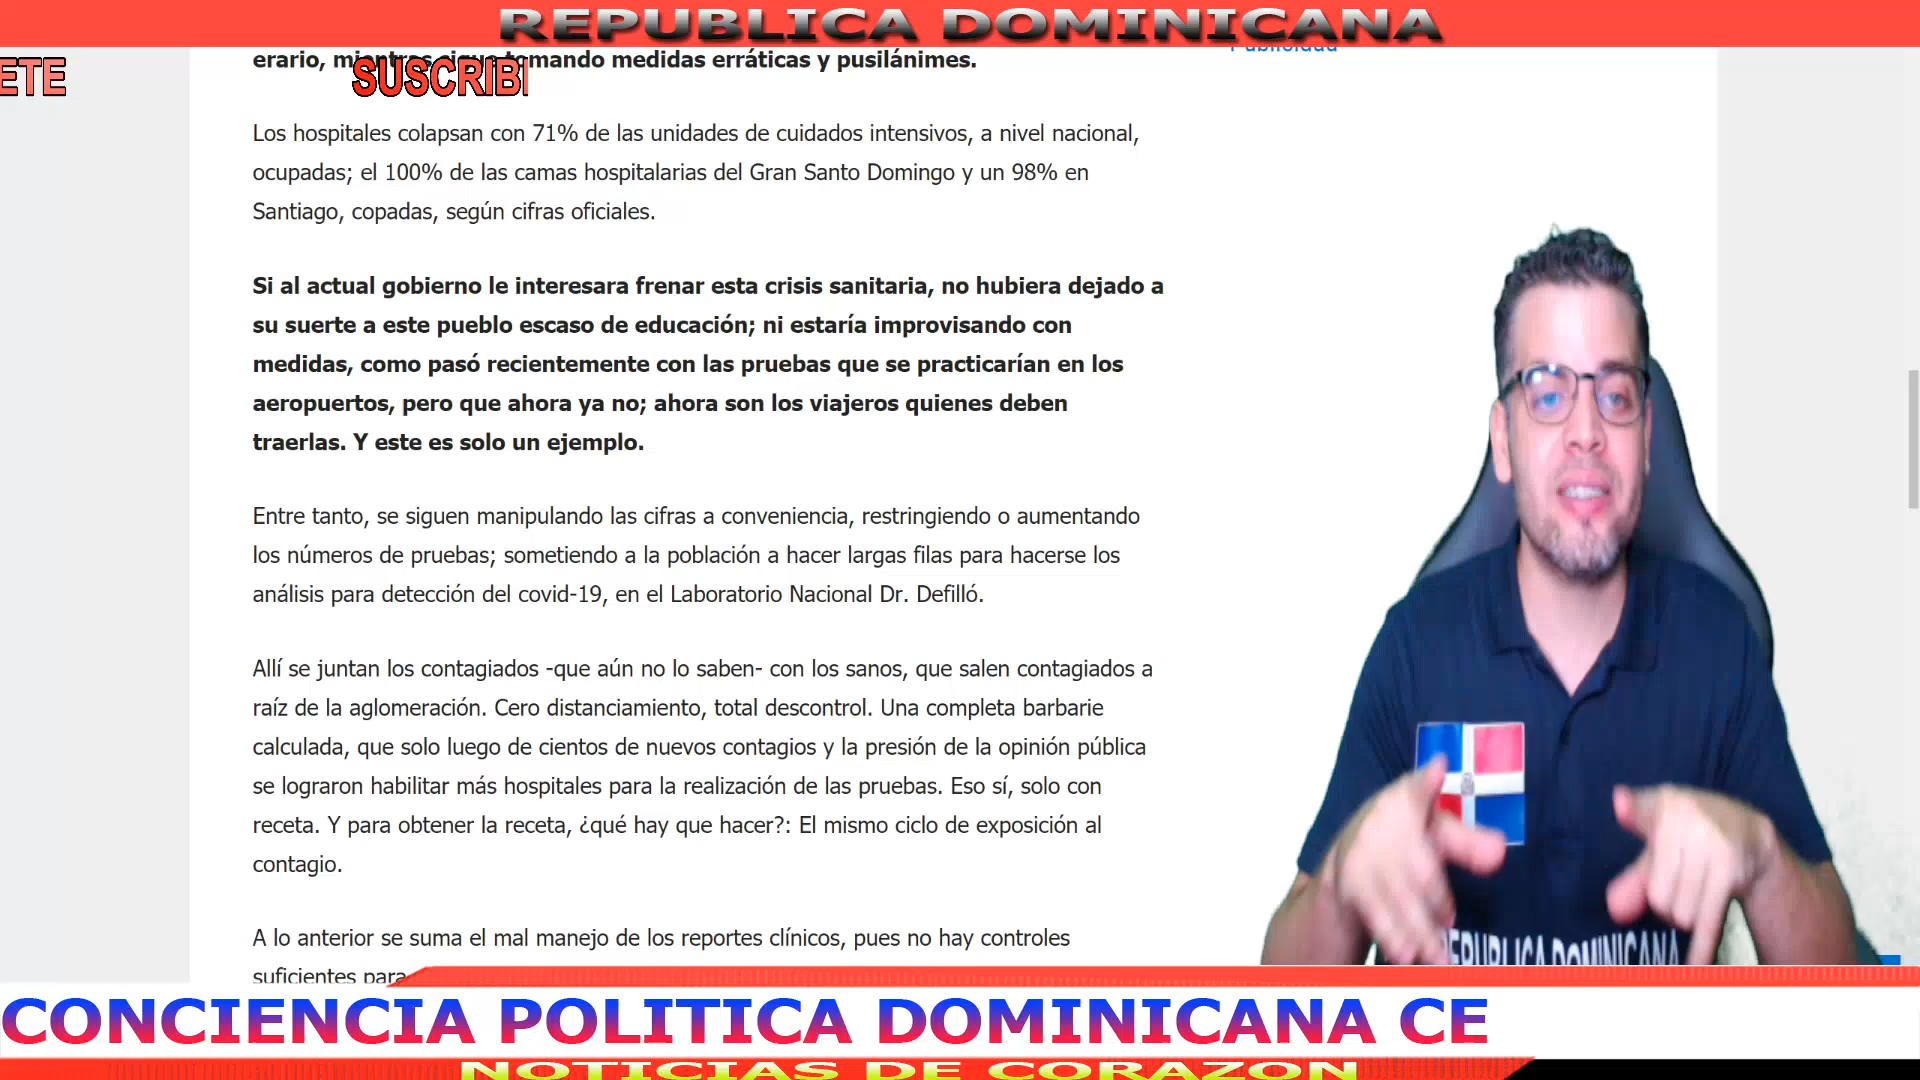 REPUBLICA DOMINICANA
Publicidad
erario, mientras sigue tomando medidas erráticas y pusilánimes.
ETE
SUSCRIBI
Los hospitales colapsan con 71% de las unidades de cuidados intensivos, a nivel nacional,
ocupadas; el 100% de las camas hospitalarias del Gran Santo Domingo y un 98% en
Santiago, copadas, según cifras oficiales.
Si al actual gobierno le interesara frenar esta crisis sanitaria, no hubiera dejado a
su suerte a este pueblo escaso de educación; ni estaría improvisando con
medidas, como pasó recientemente con las pruebas que se practicarían en los
aeropuertos, pero que ahora ya no; ahora son los viajeros quienes deben
traerlas. Y este es solo un ejemplo.
Entre tanto, se siguen manipulando las cifras a conveniencia, restringiendo o aumentando
los números de pruebas; sometiendo a la población a hacer largas filas para hacerse los
análisis para detección del covid-19, en el Laboratorio Nacional Dr. Defilló.
Allí se juntan los contagiados -que aún no lo saben- con los sanos, que salen contagiados a
raíz de la aglomeración. Cero distanciamiento, total descontrol. Una completa barbarie
calculada, que solo luego de cientos de nuevos contagios y la presión de la opinión pública
se lograron habilitar más hospitales para la realización de las pruebas. Eso sí, solo con
receta. Y para obtener la receta, ¿qué hay que hacer?: El mismo ciclo de exposición al
contagio.
A lo anterior se suma el mal manejo de los reportes clínicos, pues no hay controles
suficientes para
REPUBLICA DOMINICANA
CONCIENCIA POLITICA DOMINICANA CE
NOTICIAS DE CORAZON